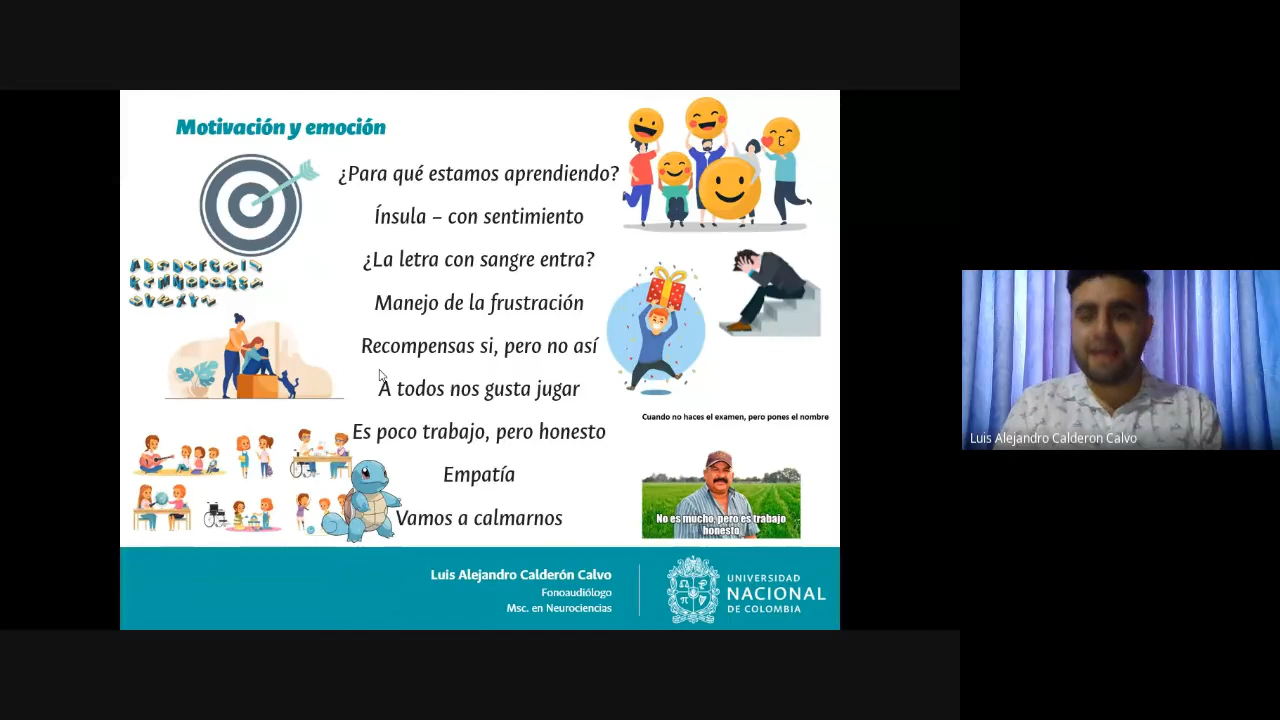 Motivación y emoción
¿Para qué estamos aprendiendo?
Ínsula – con sentimiento
¿La letra con sangre entra?
Manejo de la frustración
Recompensas si, pero no así
A todos nos gusta jugar
Es poco trabajo, pero honesto
Empatía
Vamos a calmarnos
Cuando no haces el examen, pero pones el nombre
No es mucho, pero es trabajo
honesto
Luis Alejandro Calderón Calvo
Fonoaudiólogo
Msc. en Neurociencias
UNIVERSIDAD
NACIONAL
DE COLOMBIA
Luis Alejandro Calderon Calvo